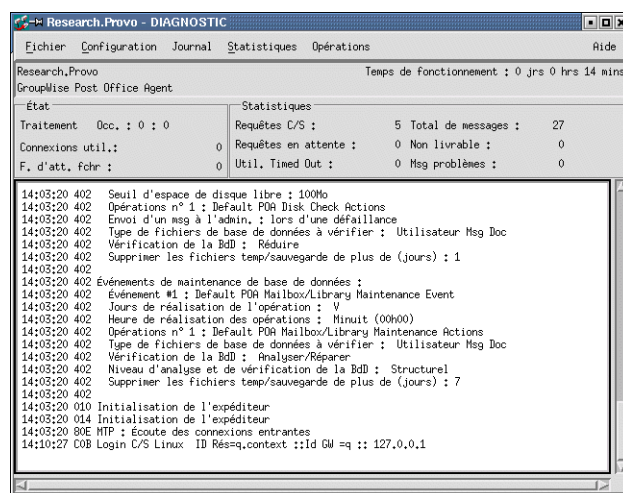 Research.Provo - DIAGNOSTIC
Fichier Configuration Journal Statistiques Opérations Aide
Research.Provo Temps de fonctionnement : 0 jrs 0 hrs 14 mins
GroupWise Post Office Agent
État Statistiques
Traitement Occ. : 0 : 0 Requêtes C/S : 5 Total de messages : 27
Connexions util.: 0 Requêtes en attente : 0 Non livrable : 0
F. d'att. fchr : 0 Util. Timed Out : 0 Msg problèmes : 0
14:03:20 402 Seuil d'espace de disque libre : 100Mo
14:03:20 402 Opérations n° 1 : Default POA Disk Check Actions
14:03:20 402 Envoi d'un msg à l'admin. : lors d'une défaillance
14:03:20 402 Type de fichiers de base de données à vérifier : Utilisateur Msg Doc
14:03:20 402 Vérification de la BdD : Réduire
14:03:20 402 Supprimer les fichiers temp/sauvegarde de plus de (jours) : 1
14:03:20 402
14:03:20 402 Événements de maintenance de base de données :
14:03:20 402 Événement #1 : Default POA Mailbox/Library Maintenance Event
14:03:20 402 Jours de réalisation de l'opération : V
14:03:20 402 Heure de réalisation des opérations : Minuit (00h00)
14:03:20 402 Opérations n° 1 : Default POA Mailbox/Library Maintenance Actions
14:03:20 402 Type de fichiers de base de données à vérifier : Utilisateur Msg Doc
14:03:20 402 Vérification de la BdD : Analyser/Réparer
14:03:20 402 Niveau d'analyse et de vérification de la BdD : Structurel
14:03:20 402 Supprimer les fichiers temp/sauvegarde de plus de (jours) : 7
14:03:20 402
14:03:20 010 Initialisation de l'expéditeur
14:03:20 014 Initialisation de l'expéditeur
14:03:20 80E MTP : Écoute des connexions entrantes
14:10:27 C0B Login C/S Linux ID Rés=q.context ::Id GW =q :: 127.0.0.1